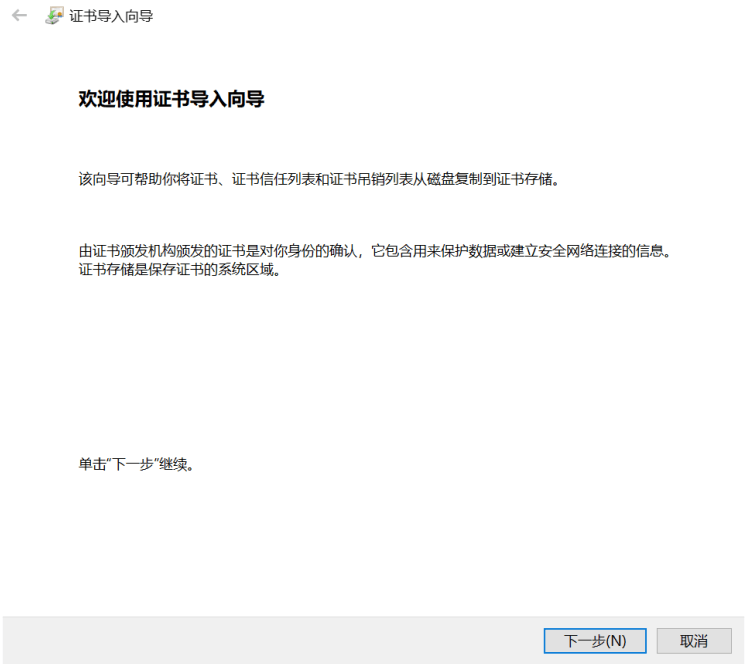 证书导入向导
欢迎使用证书导入向导
该向导可帮助你将证书、证书信任列表和证书吊销列表从磁盘复制到证书存储。
由证书颁发机构颁发的证书是对你身份的确认，它包含用来保护数据或建立安全网络连接的信息。
证书存储是保存证书的系统区域。
单击“下一步”继续。
下一步(N) 取消